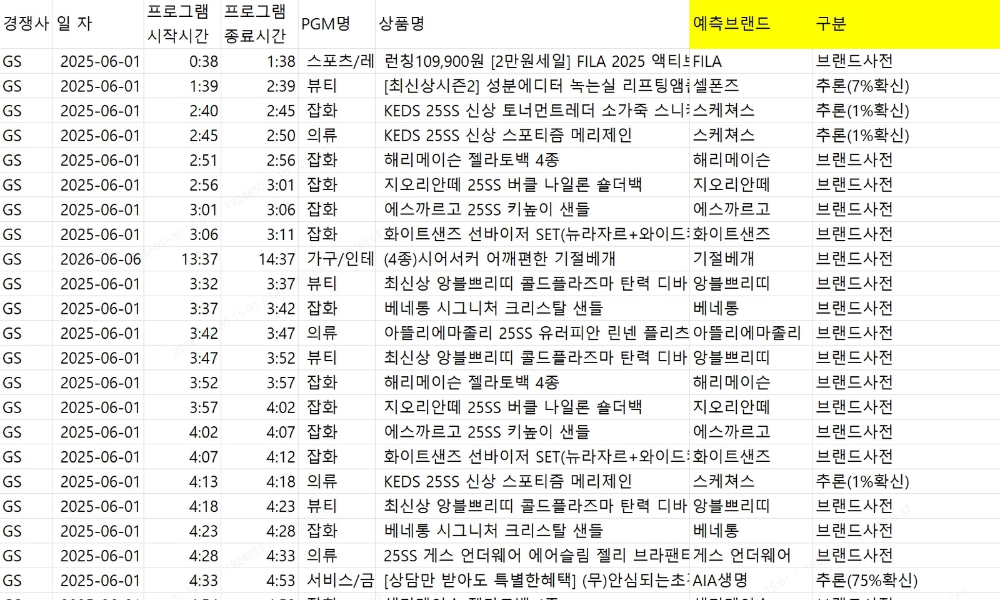 경쟁사 일 자 프로그램 시작시간 프로그램 종료시간 PGM명 상품명 예측브랜드 구분
GS 2025-06-01 0:38 1:38 스포츠/레 런칭109,900원 [2만원세일] FILA 2025 액티브 FILA 브랜드사전
GS 2025-06-01 1:39 2:39 뷰티 [최신상시즌2] 성분에디터 녹는실 리프팅앰플 셀폰즈 추론(7%확신)
GS 2025-06-01 2:40 2:45 잡화 KEDS 25SS 신상 토너먼트레더 소가죽 스니커 스케쳐스 추론(1%확신)
GS 2025-06-01 2:45 2:50 의류 KEDS 25SS 신상 스포티즘 메리제인 스케쳐스 추론(1%확신)
GS 2025-06-01 2:51 2:56 잡화 해리메이슨 젤라토백 4종 해리메이슨 브랜드사전
GS 2025-06-01 2:56 3:01 잡화 지오리안떼 25SS 버클 나일론 숄더백 지오리안떼 브랜드사전
GS 2025-06-01 3:01 3:06 잡화 에스까르고 25SS 키높이 샌들 에스까르고 브랜드사전
GS 2025-06-01 3:06 3:11 잡화 화이트샌즈 선바이저 SET(뉴라자르+와이드 화이트샌즈 브랜드사전
GS 2026-06-06 13:37 14:37 가구/인테 (4종)시어서커 어깨편한 기절베개 기절베개 브랜드사전
GS 2025-06-01 3:32 3:37 뷰티 최신상 앙블쁘리띠 콜드플라즈마 탄력 디바 앙블쁘리띠 브랜드사전
GS 2025-06-01 3:37 3:42 잡화 베네통 시그니처 크리스탈 샌들 베네통 브랜드사전
GS 2025-06-01 3:42 3:47 의류 아뜰리에마졸리 25SS 유러피안 린넨 플리츠 아뜰리에마졸리 브랜드사전
GS 2025-06-01 3:47 3:52 뷰티 최신상 앙블쁘리띠 콜드플라즈마 탄력 디바 앙블쁘리띠 브랜드사전
GS 2025-06-01 3:52 3:57 잡화 해리메이슨 젤라토백 4종 해리메이슨 브랜드사전
GS 2025-06-01 3:57 4:02 잡화 지오리안떼 25SS 버클 나일론 숄더백 지오리안떼 브랜드사전
GS 2025-06-01 4:02 4:07 잡화 에스까르고 25SS 키높이 샌들 에스까르고 브랜드사전
GS 2025-06-01 4:07 4:12 잡화 화이트샌즈 선바이저 SET(뉴라자르+와이드 화이트샌즈 브랜드사전
GS 2025-06-01 4:13 4:18 의류 KEDS 25SS 신상 스포티즘 메리제인 스케쳐스 추론(1%확신)
GS 2025-06-01 4:18 4:23 뷰티 최신상 앙블쁘리띠 콜드플라즈마 탄력 디바 앙블쁘리띠 브랜드사전
GS 2025-06-01 4:23 4:28 잡화 베네통 시그니처 크리스탈 샌들 베네통 브랜드사전
GS 2025-06-01 4:28 4:33 의류 25SS 게스 언더웨어 에어슬림 젤리 브라팬티 게스 언더웨어 브랜드사전
GS 2025-06-01 4:33 4:53 서비스/금 [상담만 받아도 특별한혜택] (무)안심되는초 AIA생명 추론(75%확신)